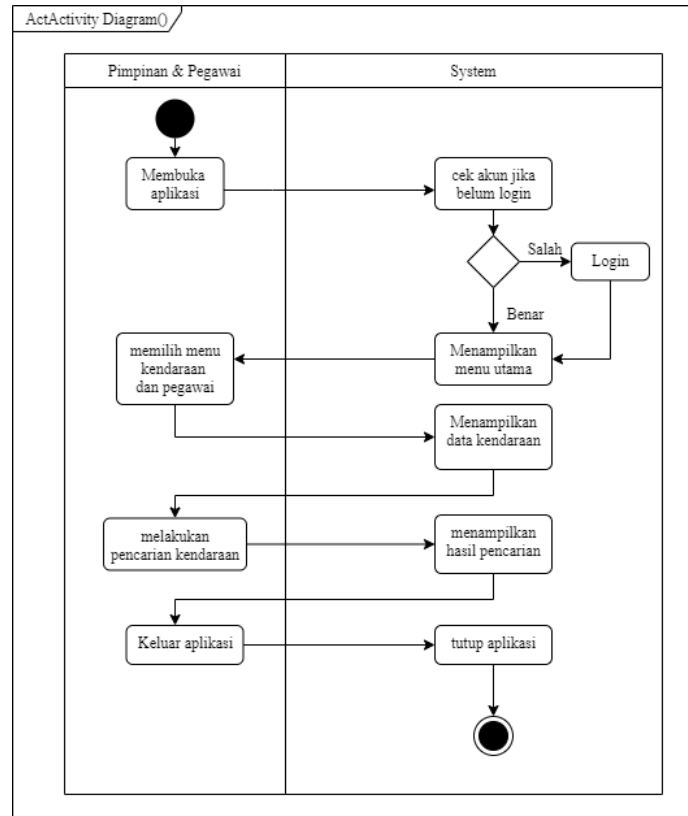 ActActivity Diagram()
Pimpinan & Pegawai
System
Membuka
aplikasi
cek akun jika
belum login
Salah
Login
Benar
Menampilkan
menu utama
memilih menu
kendaraan
dan pegawai
Menampilkan
data kendaraan
melakukan
pencarian kendaraan
menampilkan
hasil pencarian
Keluar aplikasi
tutup aplikasi